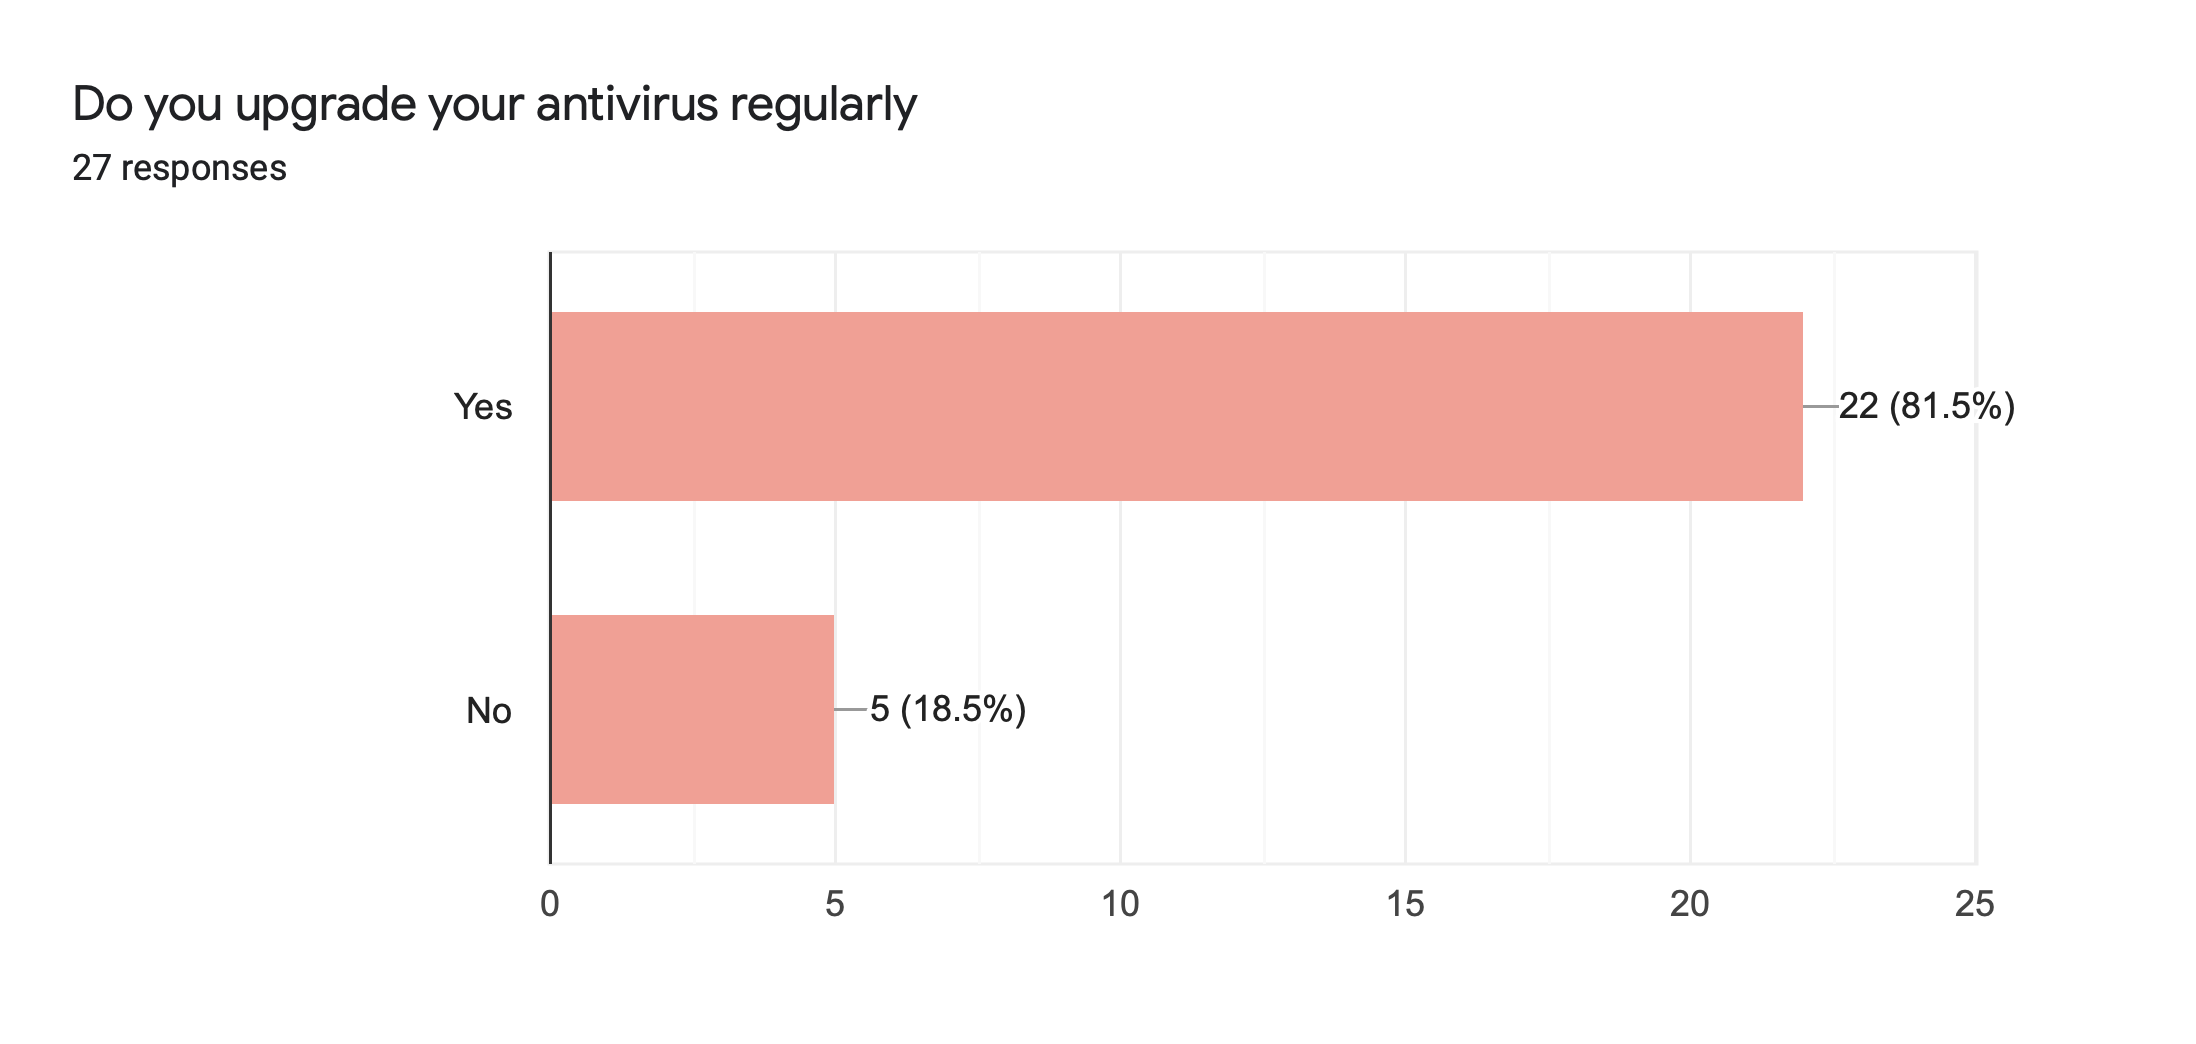 Do you upgrade your antivirus regularly
27 responses
Yes
22 (81.5%)
No
5 (18.5%)
0 5 10 15 20 25